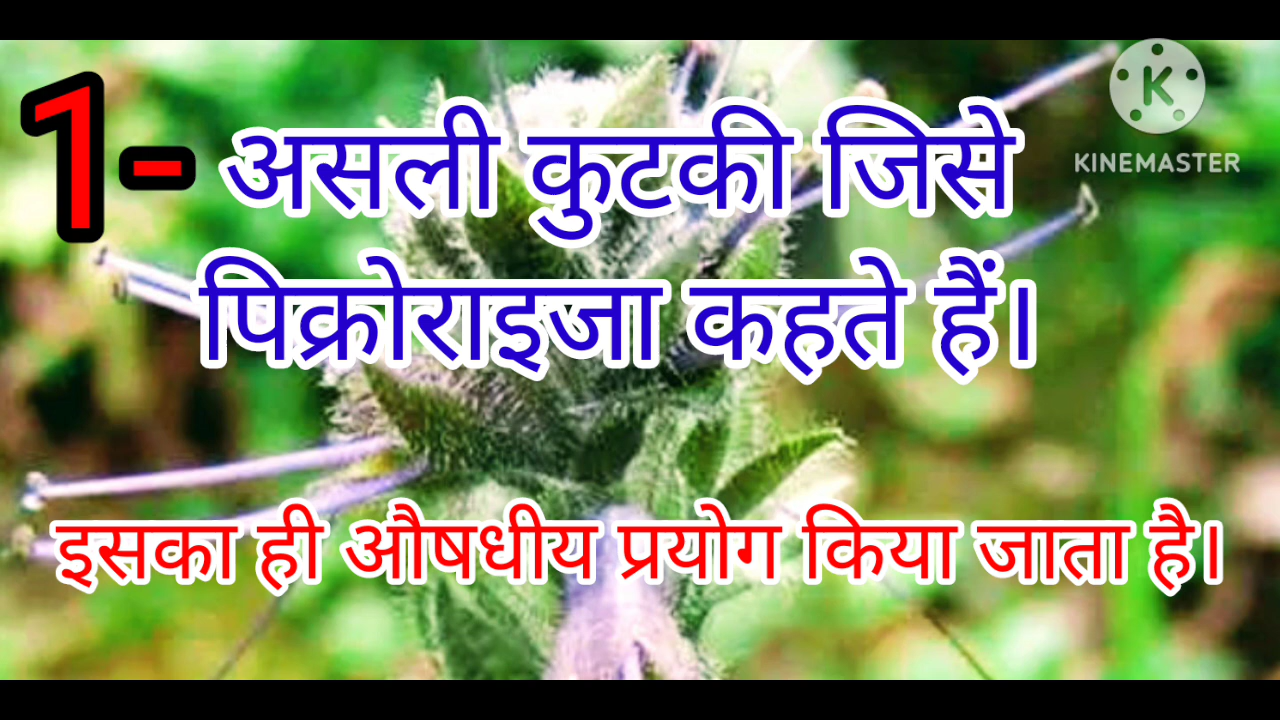 1- असली कुटकी जिसे
पिक्रोराइजा कहते हैं।
इसका ही औषधीय प्रयोग किया जाता है।
K
KINEMASTER